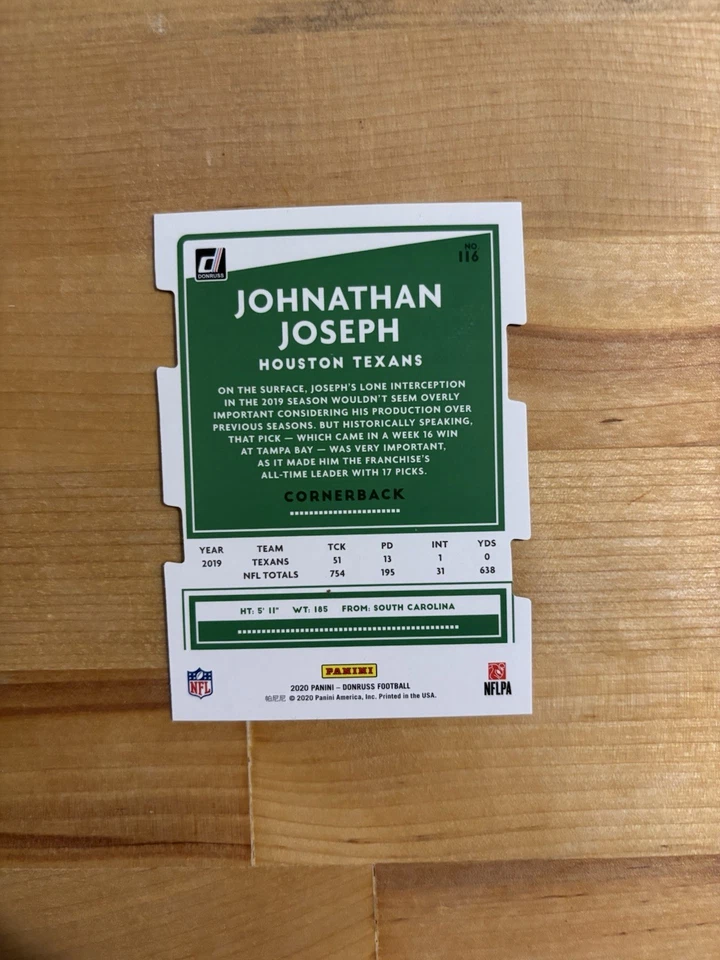 DONRUSS
NO.
116
JOHNATHAN
JOSEPH
HOUSTON TEXANS
ON THE SURFACE, JOSEPH'S LONE INTERCEPTION
IN THE 2019 SEASON WOULDN'T SEEM OVERLY
IMPORTANT CONSIDERING HIS PRODUCTION OVER
PREVIOUS SEASONS. BUT HISTORICALLY SPEAKING,
THAT PICK — WHICH CAME IN A WEEK 16 WIN
AT TAMPA BAY — WAS VERY IMPORTANT,
AS IT MADE HIM THE FRANCHISE'S
ALL-TIME LEADER WITH 17 PICKS.
CORNERBACK
YEAR TEAM TCK PD INT YDS
2019 TEXANS 51 13 1 0
NFL TOTALS 754 195 31 638
HT: 5' 11" WT: 185 FROM: SOUTH CAROLINA
NFL
PANINI
NFLPA
2020 PANINI – DONRUSS FOOTBALL
帕尼尼 © 2020 Panini America, Inc. Printed in the USA.